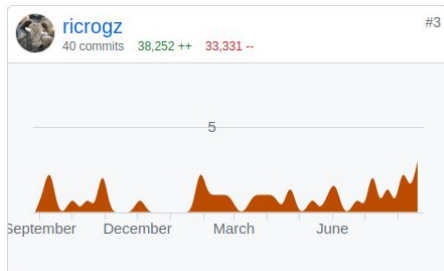 ricrogz
#3
40 commits 38,252 ++ 33,331 --
5
September December March June